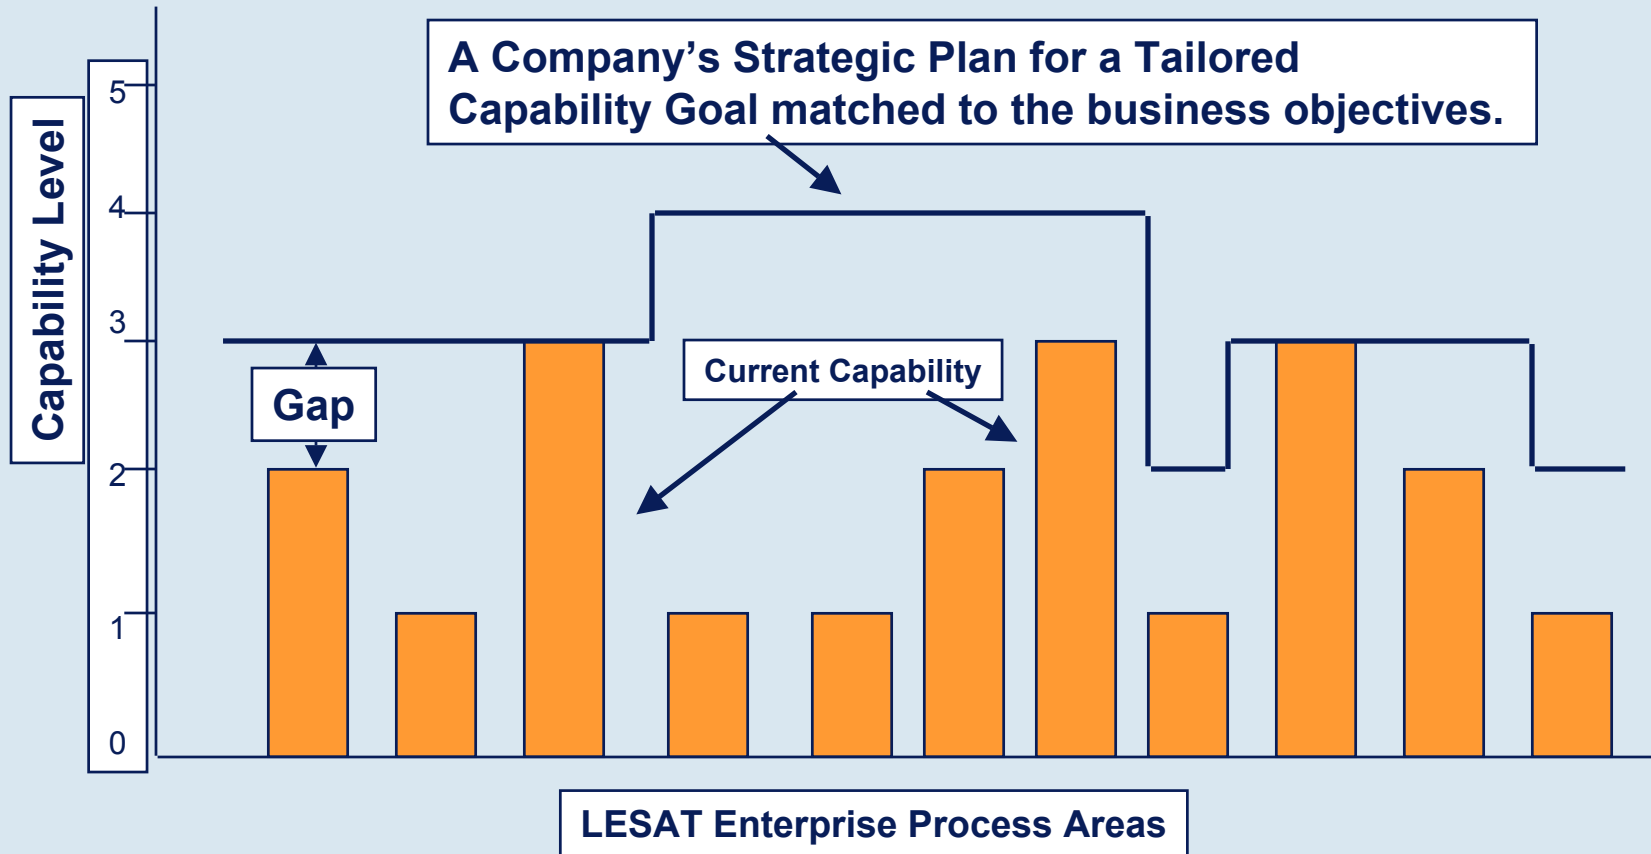 A Company's Strategic Plan for a Tailored
Capability Goal matched to the business objectives.
Capability Level
5
4
3
2
1
0
Gap
Current Capability
LESAT Enterprise Process Areas